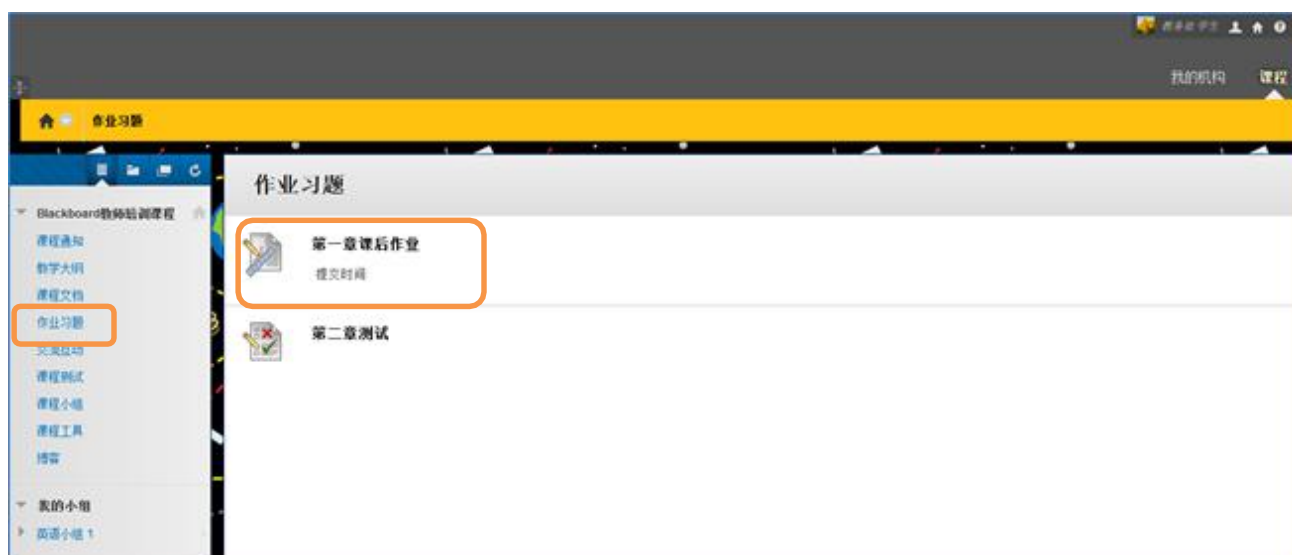 我的机构 课程
作业习题
作业习题
Blackboard教师培训课程
课程通知
教学大纲
课程文档
作业习题
交流互动
课程测试
课程小组
课程工具
博客
我的小组
英语小组 1
第一章课后作业
提交时间
第二章测试